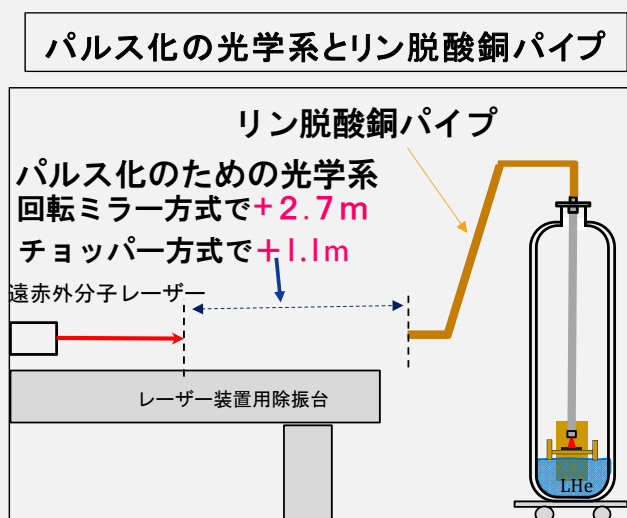 パルス化の光学系とリン脱酸銅パイプ
リン脱酸銅パイプ
パルス化のための光学系
回転ミラー方式で+2.7m
チョッパー方式で+1.1m
遠赤外分子レーザー
レーザー装置用除振台
LHe